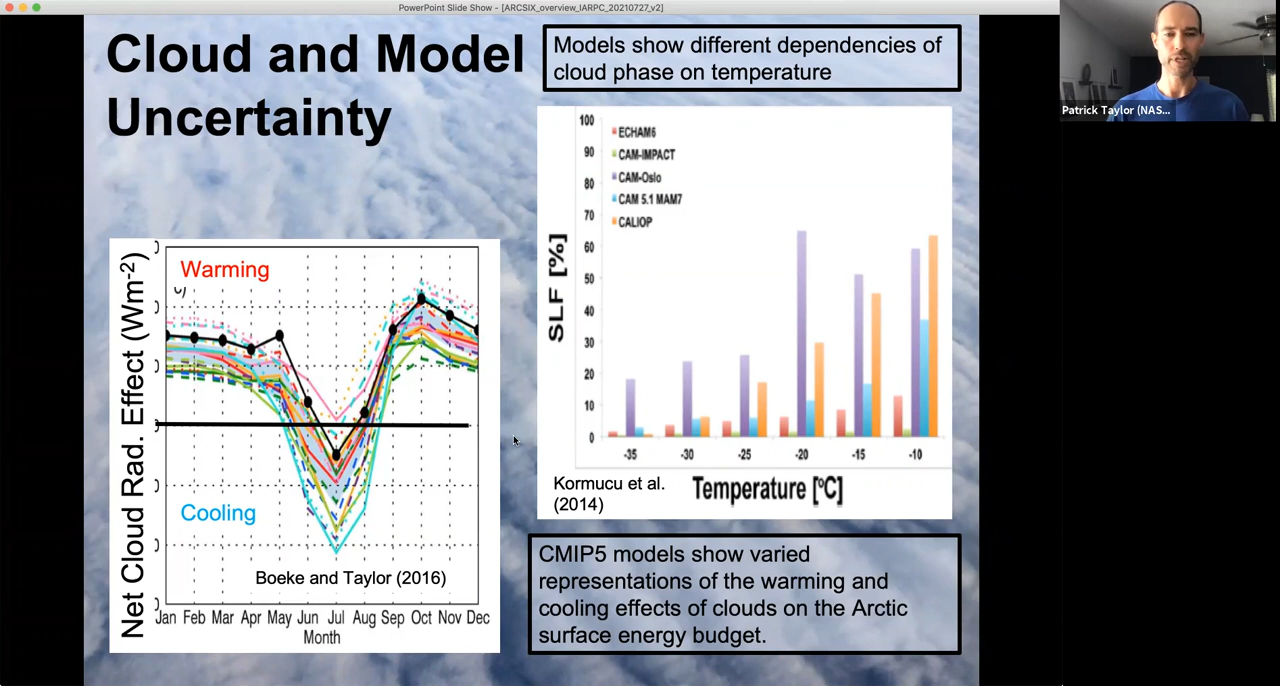 PowerPoint Slide Show - [ARCSIX_overview_IARPC_20210727_v2]
Cloud and Model
Uncertainty
Models show different dependencies of
cloud phase on temperature
Patrick Taylor (NAS...
Net Cloud Rad. Effect (Wm-2)
Warming
Cooling
Boeke and Taylor (2016)
Jan Feb Mar Apr May Jun Jul Aug Sep Oct Nov Dec
Month
SLF [%]
100
90
80
70
60
50
40
30
20
10
0
ECHAM6
CAM-IMPACT
CAM-Oslo
CAM 5.1 MAM7
CALIOP
-35 -30 -25 -20 -15 -10
Temperature [ºC]
Kormucu et al.
(2014)
CMIP5 models show varied
representations of the warming and
cooling effects of clouds on the Arctic
surface energy budget.